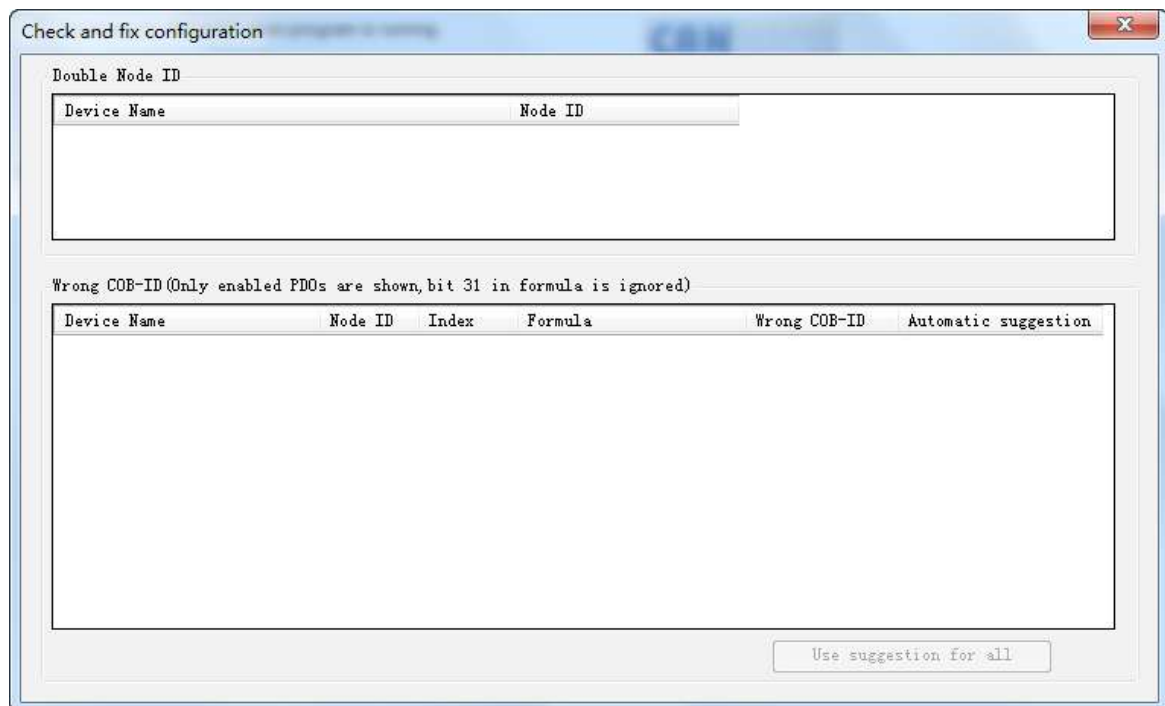 Check and fix configuration
CAN
Double Node ID
Device Name Node ID
Wrong COB-ID(Only enabled PDOs are shown,bit 31 in formula is ignored)
Device Name Node ID Index Formula Wrong COB-ID Automatic suggestion
Use suggestion for all